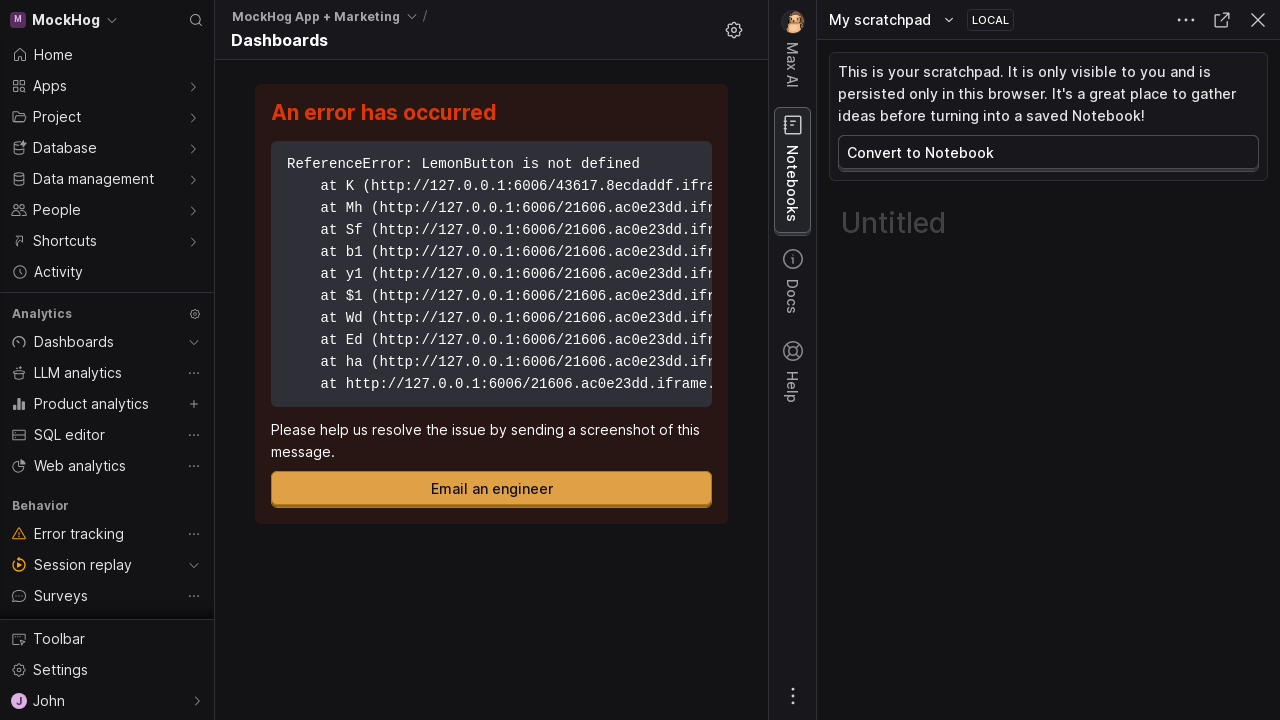 M MockHog
Home
Apps
Project
Database
Data management
People
Shortcuts
Activity
Analytics
Dashboards
LLM analytics
Product analytics
SQL editor
Web analytics
Behavior
Error tracking
Session replay
Surveys
Toolbar
Settings
J John
MockHog App + Marketing /
Dashboards
An error has occurred
ReferenceError: LemonButton is not defined
at K (http://127.0.0.1:6006/43617.8ecdaddf.ifra
at Mh (http://127.0.0.1:6006/21606.ac0e23dd.ifr
at Sf (http://127.0.0.1:6006/21606.ac0e23dd.ifr
at b1 (http://127.0.0.1:6006/21606.ac0e23dd.ifr
at y1 (http://127.0.0.1:6006/21606.ac0e23dd.ifr
at $1 (http://127.0.0.1:6006/21606.ac0e23dd.ifr
at Wd (http://127.0.0.1:6006/21606.ac0e23dd.ifr
at Ed (http://127.0.0.1:6006/21606.ac0e23dd.ifr
at ha (http://127.0.0.1:6006/21606.ac0e23dd.ifr
at http://127.0.0.1:6006/21606.ac0e23dd.iframe.
Please help us resolve the issue by sending a screenshot of this
message.
Email an engineer
Max AI
Notebooks
Docs
Help
My scratchpad LOCAL
This is your scratchpad. It is only visible to you and is
persisted only in this browser. It's a great place to gather
ideas before turning into a saved Notebook!
Convert to Notebook
Untitled